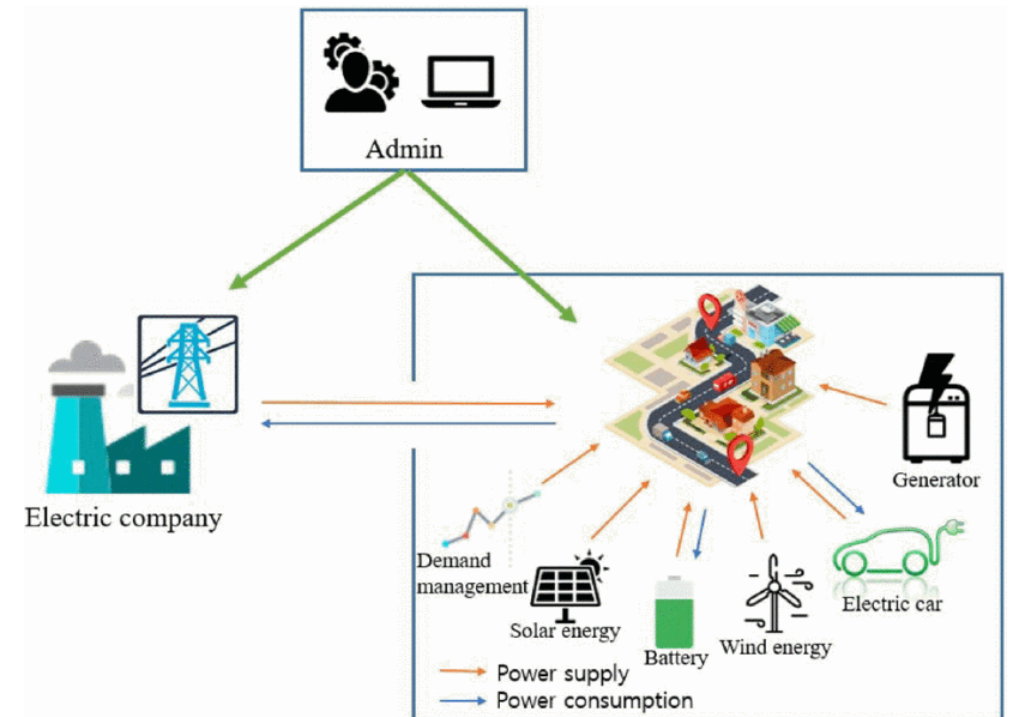 Admin
Electric company
Generator
Demand
management
Electric car
Solar energy
Wind energy
Battery
Power supply
Power consumption